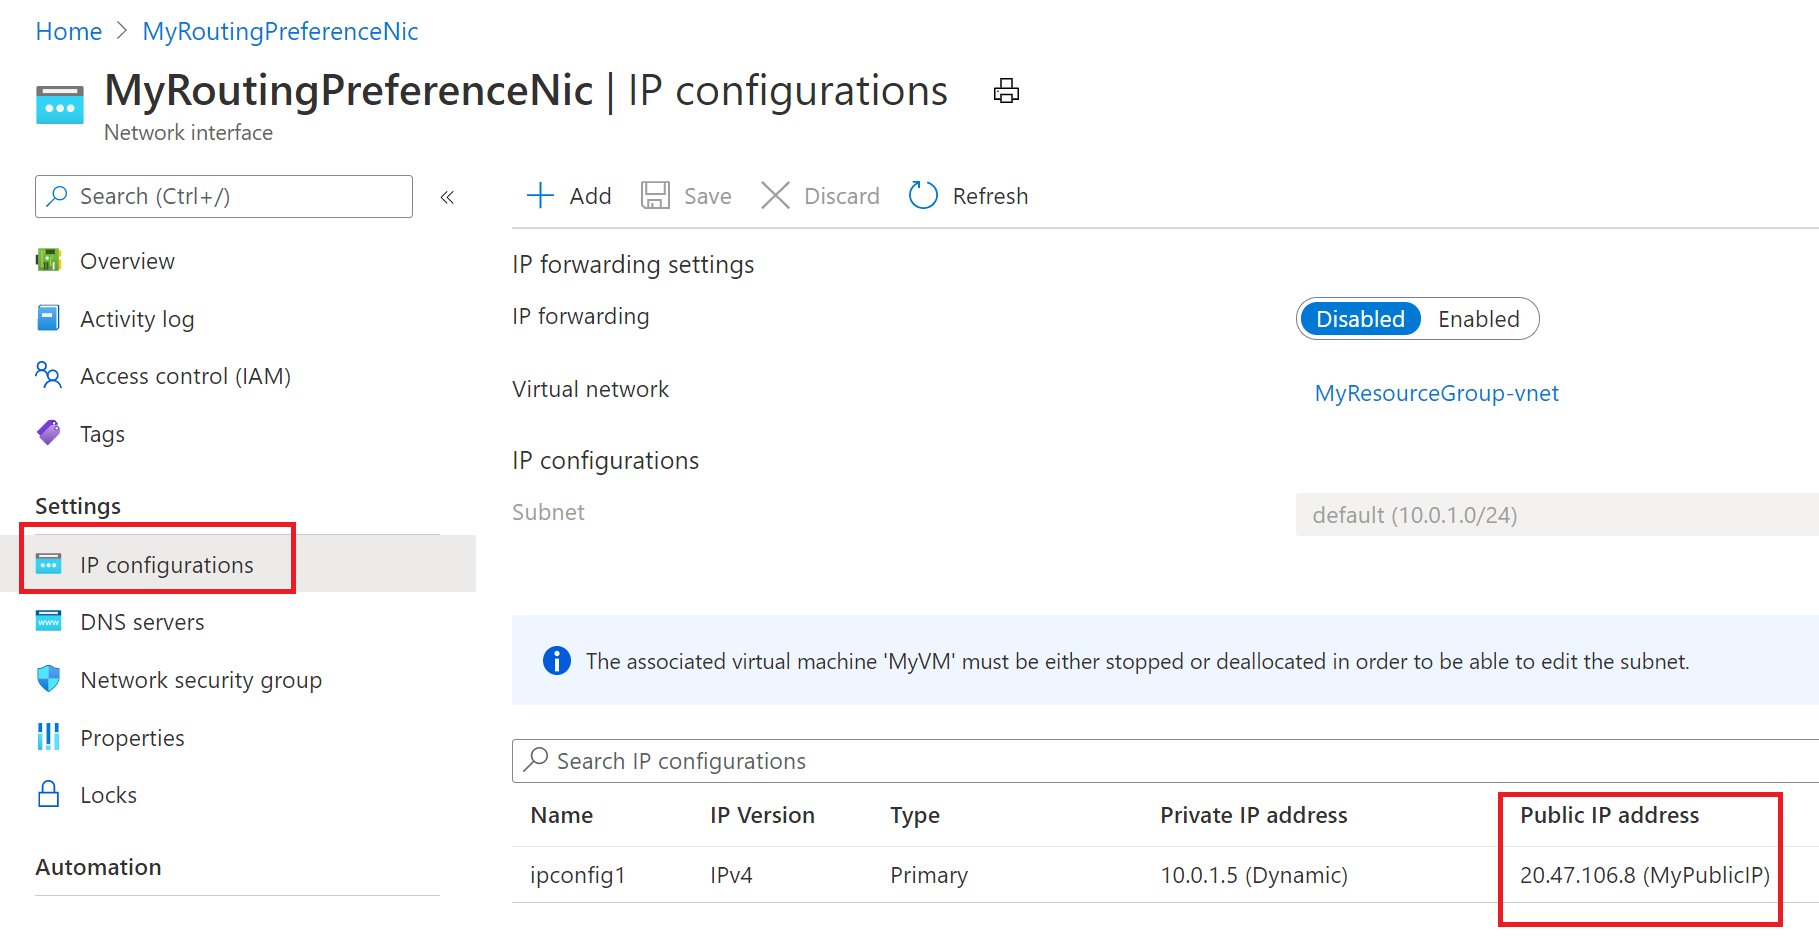 Home > MyRoutingPreferenceNic
MyRoutingPreferenceNic | IP configurations
Network interface
Search (Ctrl+/)
«
Overview
Activity log
Access control (IAM)
Tags
Settings
IP configurations
DNS servers
Network security group
Properties
Locks
Automation
Add Save Discard Refresh
IP forwarding settings
IP forwarding Disabled Enabled
Virtual network MyResourceGroup-vnet
IP configurations
Subnet default (10.0.1.0/24)
The associated virtual machine 'MyVM' must be either stopped or deallocated in order to be able to edit the subnet.
Search IP configurations
Name IP Version Type Private IP address Public IP address
ipconfig1 IPv4 Primary 10.0.1.5 (Dynamic) 20.47.106.8 (MyPublicIP)